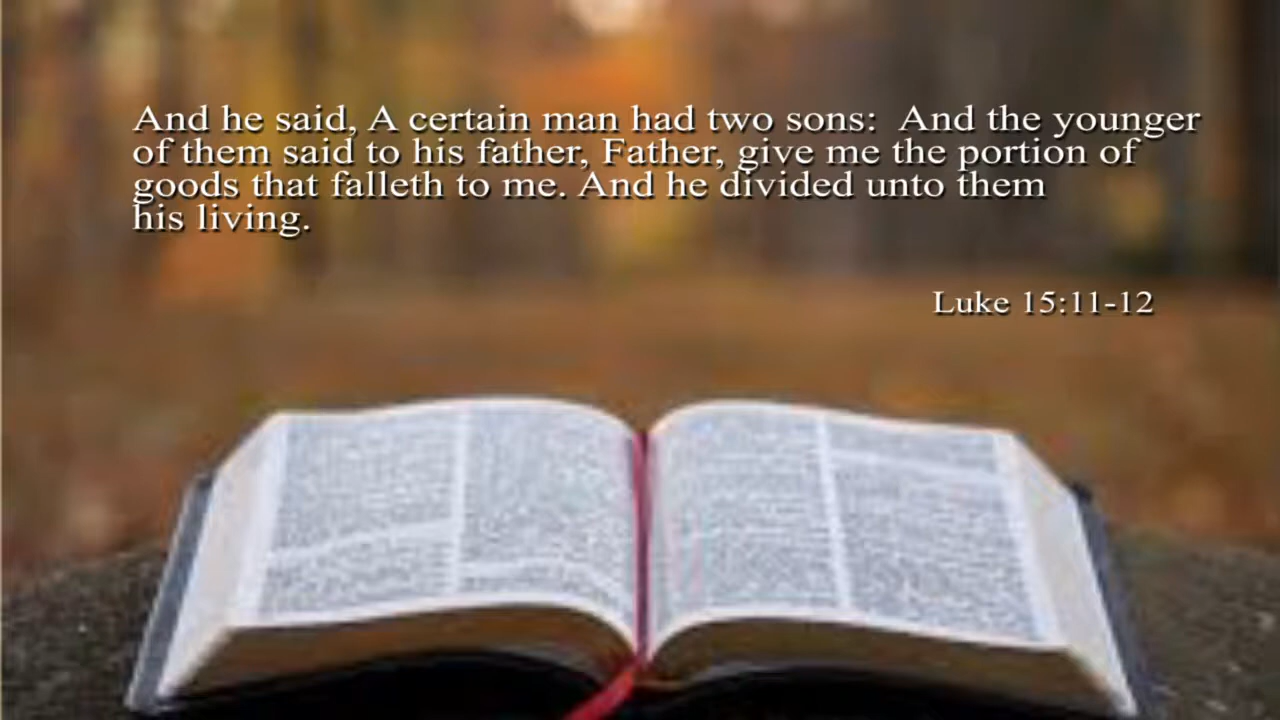 And he said, A certain man had two sons:  And the younger
of them said to his father, Father, give me the portion of
goods that falleth to me. And he divided unto them
his living.
Luke 15:11-12